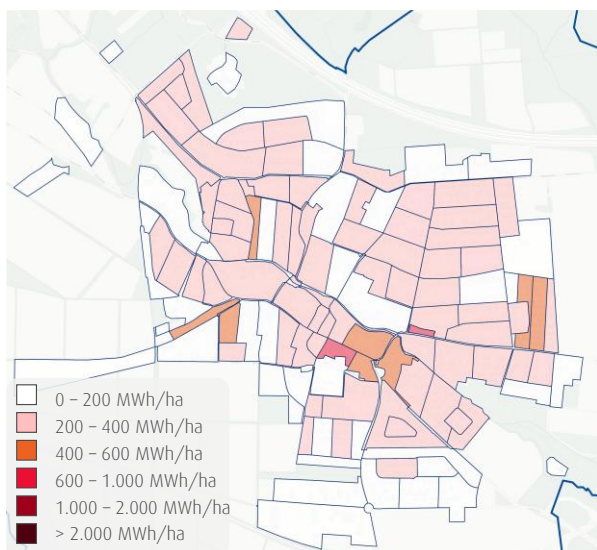 0 – 200 MWh/ha
200 – 400 MWh/ha
400 – 600 MWh/ha
600 – 1.000 MWh/ha
1.000 – 2.000 MWh/ha
> 2.000 MWh/ha